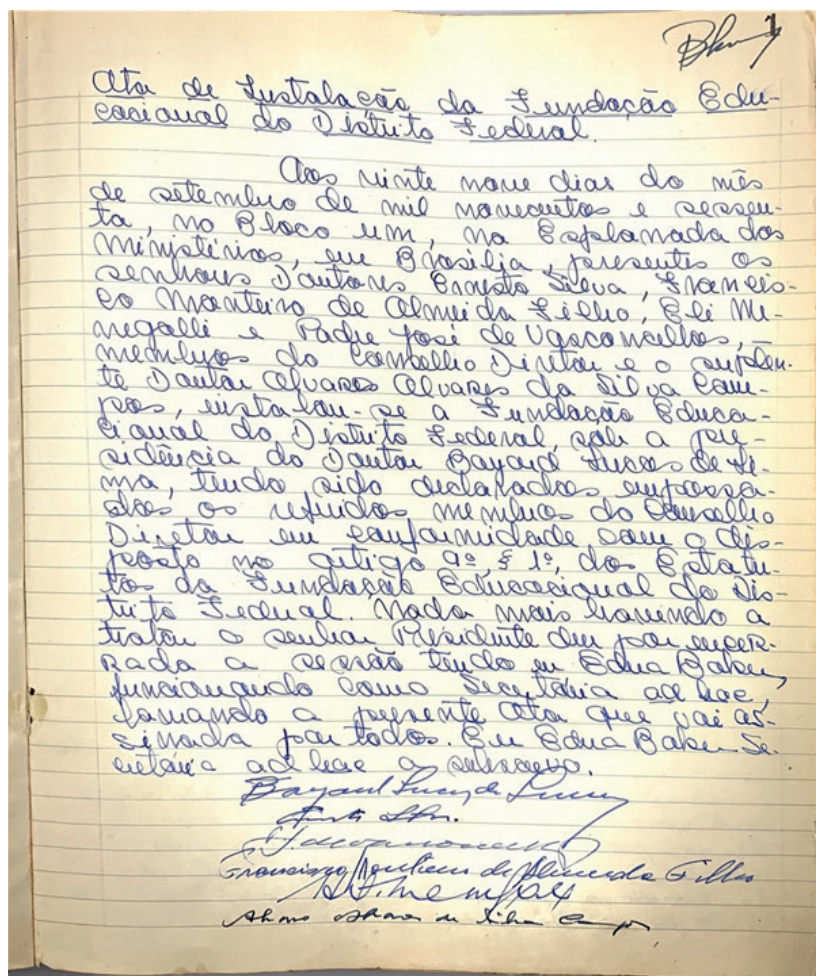 1
Ata de Instalação da Fundação Edu-
cacional do Distrito Federal.
Aos vinte nove dias do mês
de setembro de mil novecentos e sessen-
ta, no Bloco um, na Esplanada dos
Ministérios, em Brasília, presentes os
senhores Doutores Ernesto Silva, Francis-
co Monteiro de Almeida Filho, Eli Me-
negalli e Padre José de Vasconcellos,
membros do Conselho Diretor e o suplen-
te Doutor Alvares da Silva Cam-
pos, instalou-se a Fundação Educa-
cional do Distrito Federal, sob a pre-
sidência do Doutor Bayard Lucas de Li-
ma, tendo sido declarados empossa-
dos os referidos membros do Conselho
Diretor em conformidade com o dis-
posto no artigo 9º, § 1º, dos Estatu-
tos da Fundação Educacional do Dis-
trito Federal. Nada mais havendo a
tratar o senhor Presidente deu por encer-
rada a sessão tendo eu Edna Baker,
funcionando como Secretária ad hoc,
a presente Ata que vai as-
sinada por todos. Eu Edna Baker Se-
cretária ad hoc a subscrevo.
Bayard Lucas de Lima
Francisco Monteiro de Almeida Filho